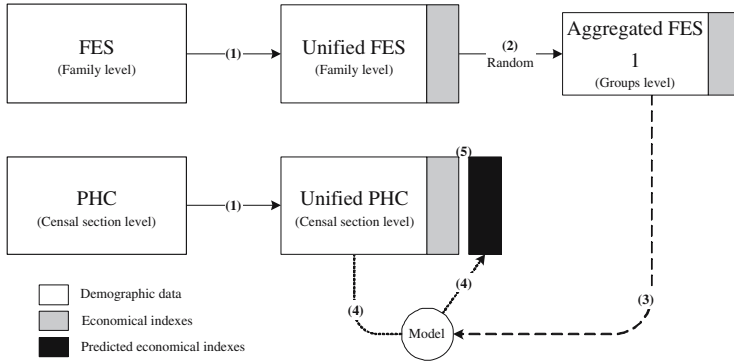 FES
(Family level)
(1)
Unified FES
(Family level)
(2)
Random
Aggregated FES
1
(Groups level)
PHC
(Censal section level)
(1)
Unified PHC
(Censal section level)
(5)
(4)
(4)
Model
(3)
Demographic data
Economical indexes
Predicted economical indexes